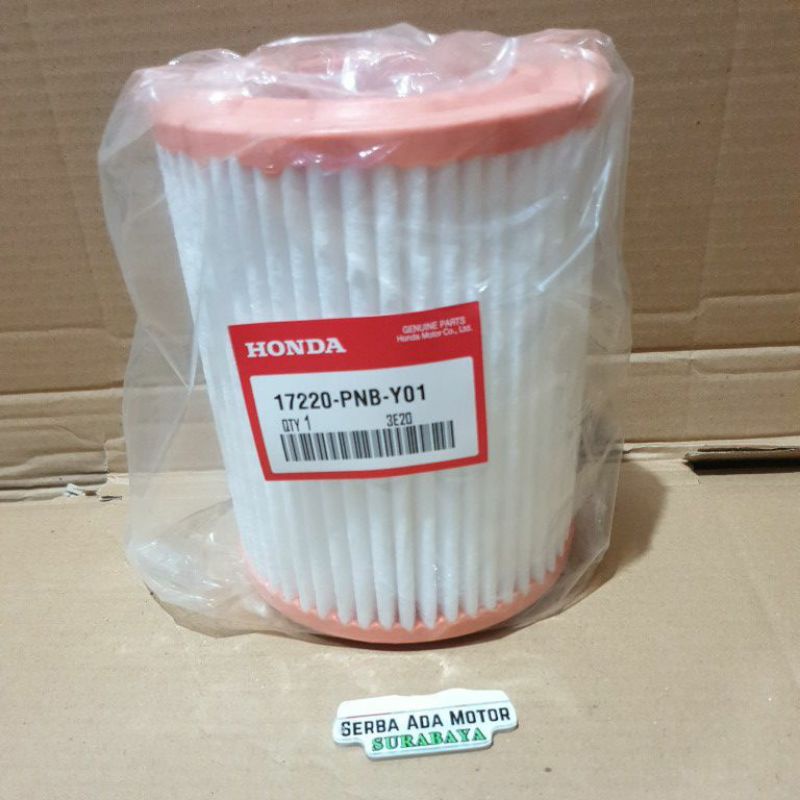 HONDA
GENUINE PARTS
Honda Motor Co., Ltd.
17220-PNB-Y01
QTY 1 3E20
SERBA ADA MOTOR
SURABAYA